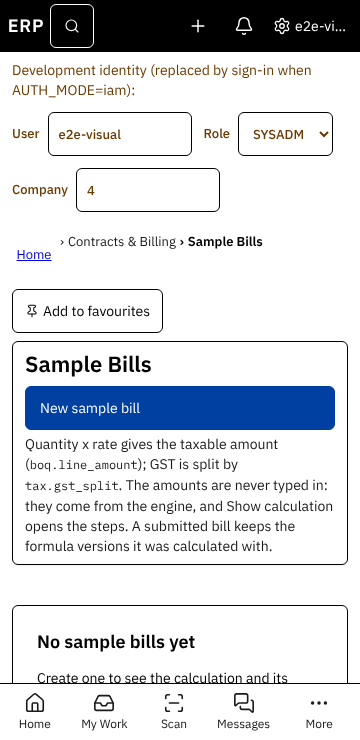 ERP
e2e-vi...
Development identity (replaced by sign-in when
AUTH_MODE=iam):
User e2e-visual Role SYSADM
Company 4
Home › Contracts & Billing › Sample Bills
Add to favourites
Sample Bills
New sample bill
Quantity x rate gives the taxable amount
(boq.line_amount); GST is split by
tax.gst_split. The amounts are never typed in:
they come from the engine, and Show calculation
opens the steps. A submitted bill keeps the
formula versions it was calculated with.
No sample bills yet
Create one to see the calculation and its
Home My Work Scan Messages More